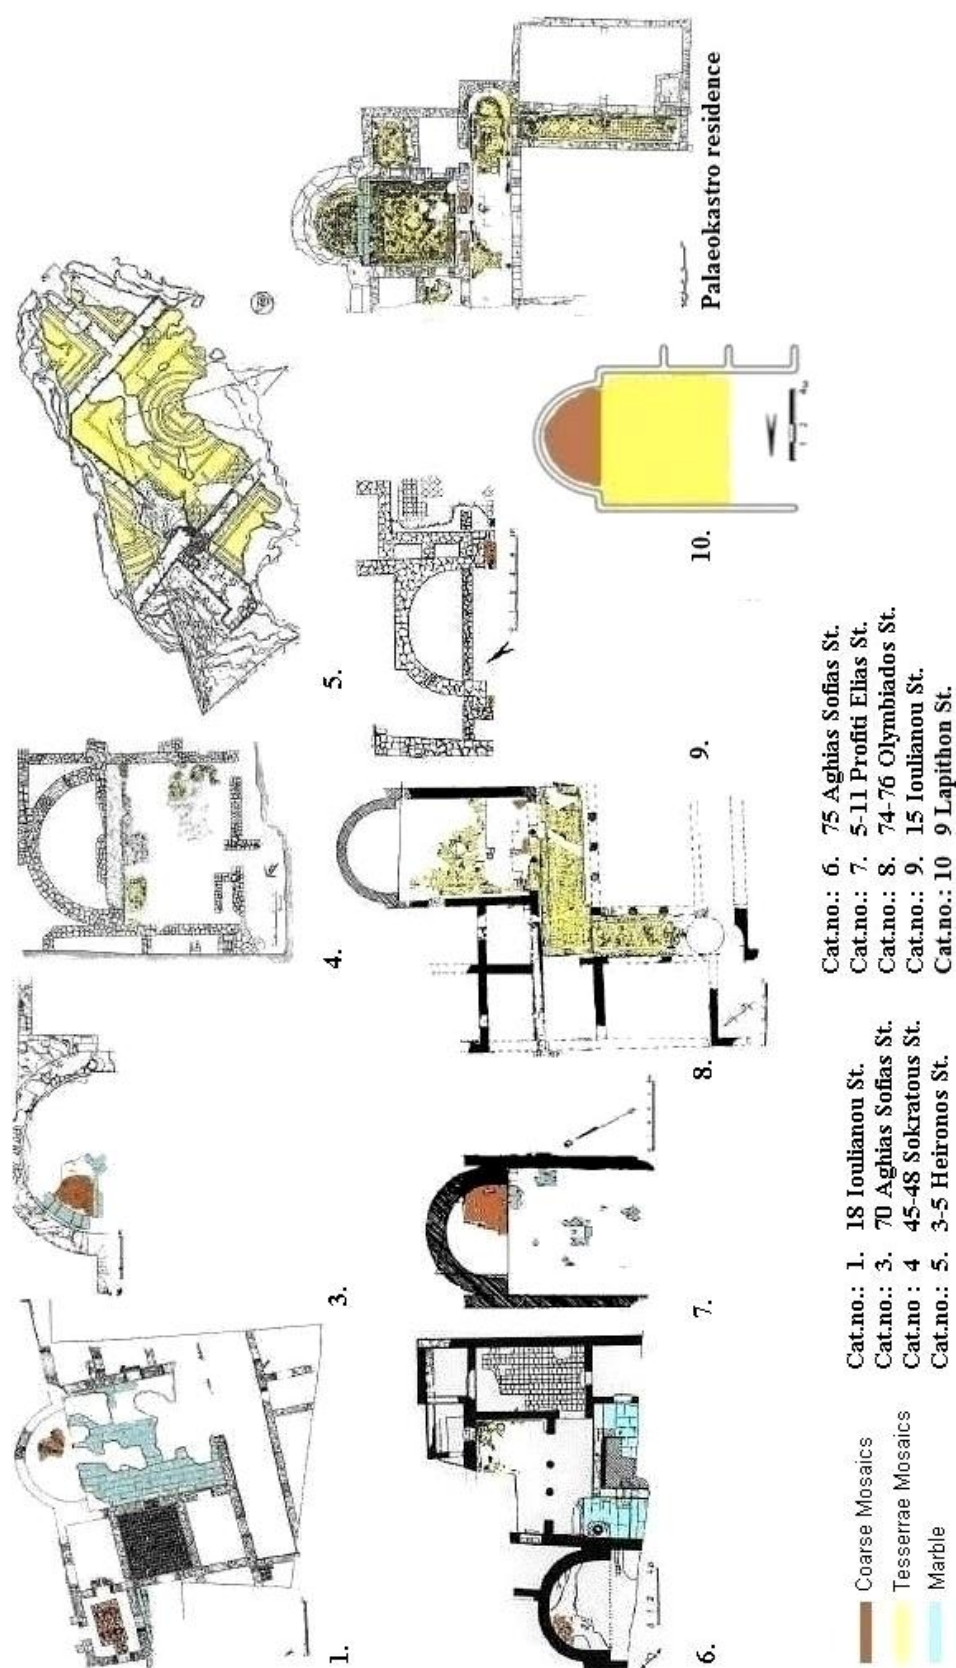 1.
3.
4.
5.
6.
7.
8.
9.
10.
Palaeokastro residence
Coarse Mosaics
Tesserrae Mosaics
Marble
Cat.no.: 1. 18 Ioulianou St.
Cat.no.: 3. 70 Aghias Sofias St.
Cat.no : 4 45-48 Sokratous St.
Cat.no.: 5. 3-5 Heironos St.
Cat.no.: 6. 75 Aghias Sofias St.
Cat.no.: 7. 5-11 Profiti Elias St.
Cat.no.: 8. 74-76 Olymbiados St.
Cat.no.: 9. 15 Ioulianou St.
Cat.no.: 10 9 Lapithon St.